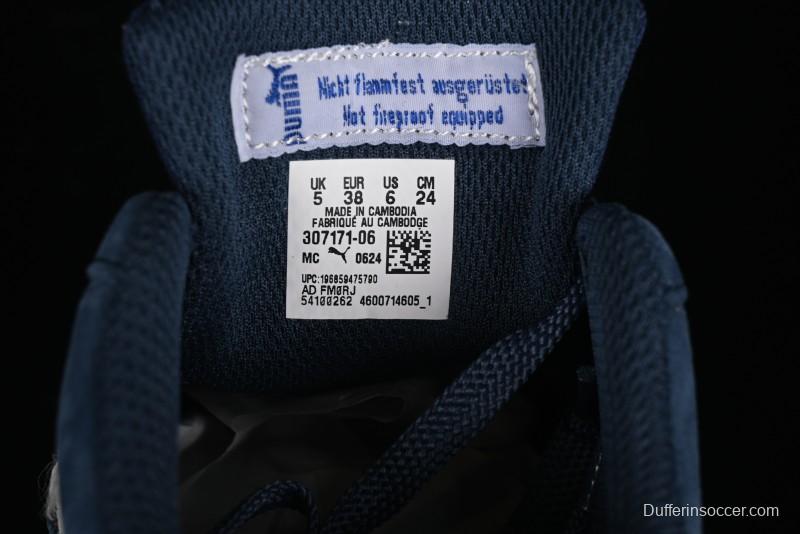 puma
Nicht flammfest ausgerüstet
Not fireproof equipped
UK EUR US CM
5 38 6 24
MADE IN CAMBODIA
FABRIQUÉ AU CAMBODGE
307171-06
MC 0624
UPC:196859475790
AD FM0RJ
54100262 4600714605_1
Dufferinsoccer.com